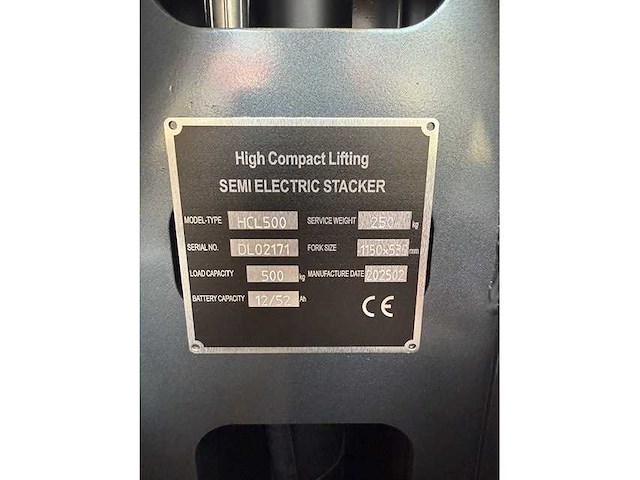 High Compact Lifting
SEMI ELECTRIC STACKER
MODEL-TYPE HCL500 SERVICE WEIGHT 250 kg
SERIAL NO. DL02171 FORK SIZE 1150x530 mm
LOAD CAPACITY 500 kg MANUFACTURE DATE 202502
BATTERY CAPACITY 12/52 Ah
CE